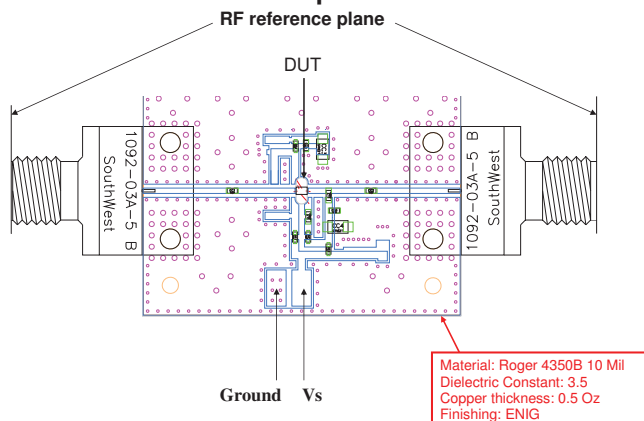 RF reference plane
DUT
1092-03A-5 B
SouthWest
1092-03A-5 B
SouthWest
Ground
Vs
Material: Roger 4350B 10 Mil
Dielectric Constant: 3.5
Copper thickness: 0.5 Oz
Finishing: ENIG